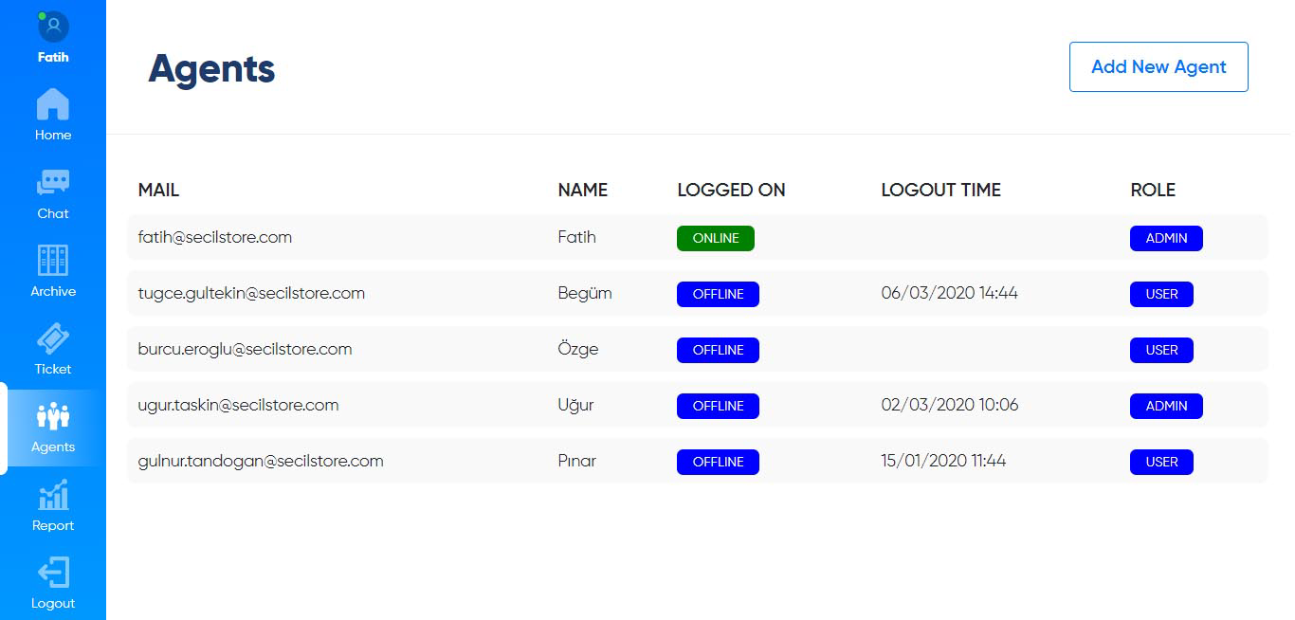 Fatih
Home
Chat
Archive
Ticket
Agents
Report
Logout
Agents
Add New Agent
MAIL NAME LOGGED ON LOGOUT TIME ROLE
fatih@secilstore.com Fatih ONLINE ADMIN
tugce.gultekin@secilstore.com Begüm OFFLINE 06/03/2020 14:44 USER
burcu.eroglu@secilstore.com Özge OFFLINE USER
ugur.taskin@secilstore.com Uğur OFFLINE 02/03/2020 10:06 ADMIN
gulnur.tandogan@secilstore.com Pınar OFFLINE 15/01/2020 11:44 USER